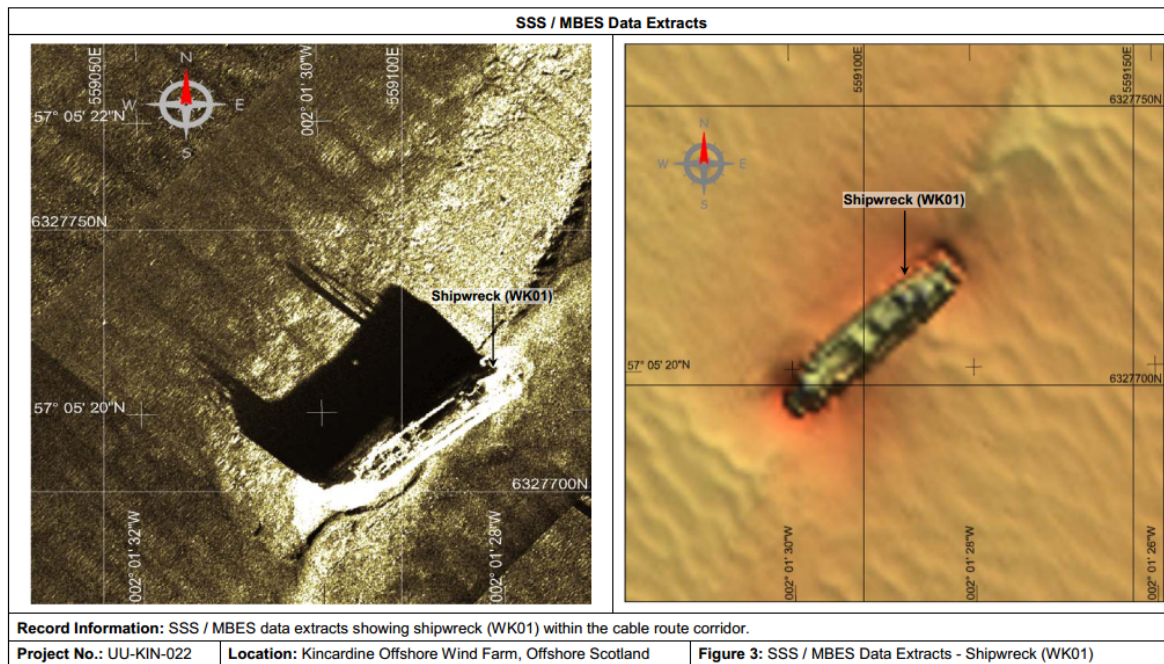 SSS / MBES Data Extracts
559050E
002° 01' 30"W
559100E
N
W E
S
57° 05' 22"N
6327750N
Shipwreck (WK01)
57° 05' 20"N
6327700N
002° 01' 32"W
002° 01' 28"W
559100E
559150E
6327750N
N
W E
S
Shipwreck (WK01)
57° 05' 20"N
6327700N
002° 01' 30"W
002° 01' 28"W
002° 01' 26"W
Record Information: SSS / MBES data extracts showing shipwreck (WK01) within the cable route corridor.
Project No.: UU-KIN-022 Location: Kincardine Offshore Wind Farm, Offshore Scotland Figure 3: SSS / MBES Data Extracts - Shipwreck (WK01)